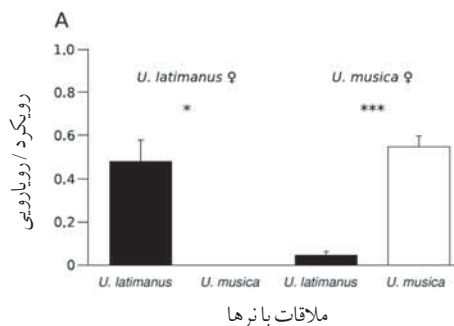 A
U. latimanus ♀ U. musica ♀
* ***
1.0
0.8
0.6
0.4
0.2
0
رویکرد / رویارویی
U. latimanus U. musica U. latimanus U. musica
ملاقات با نرها